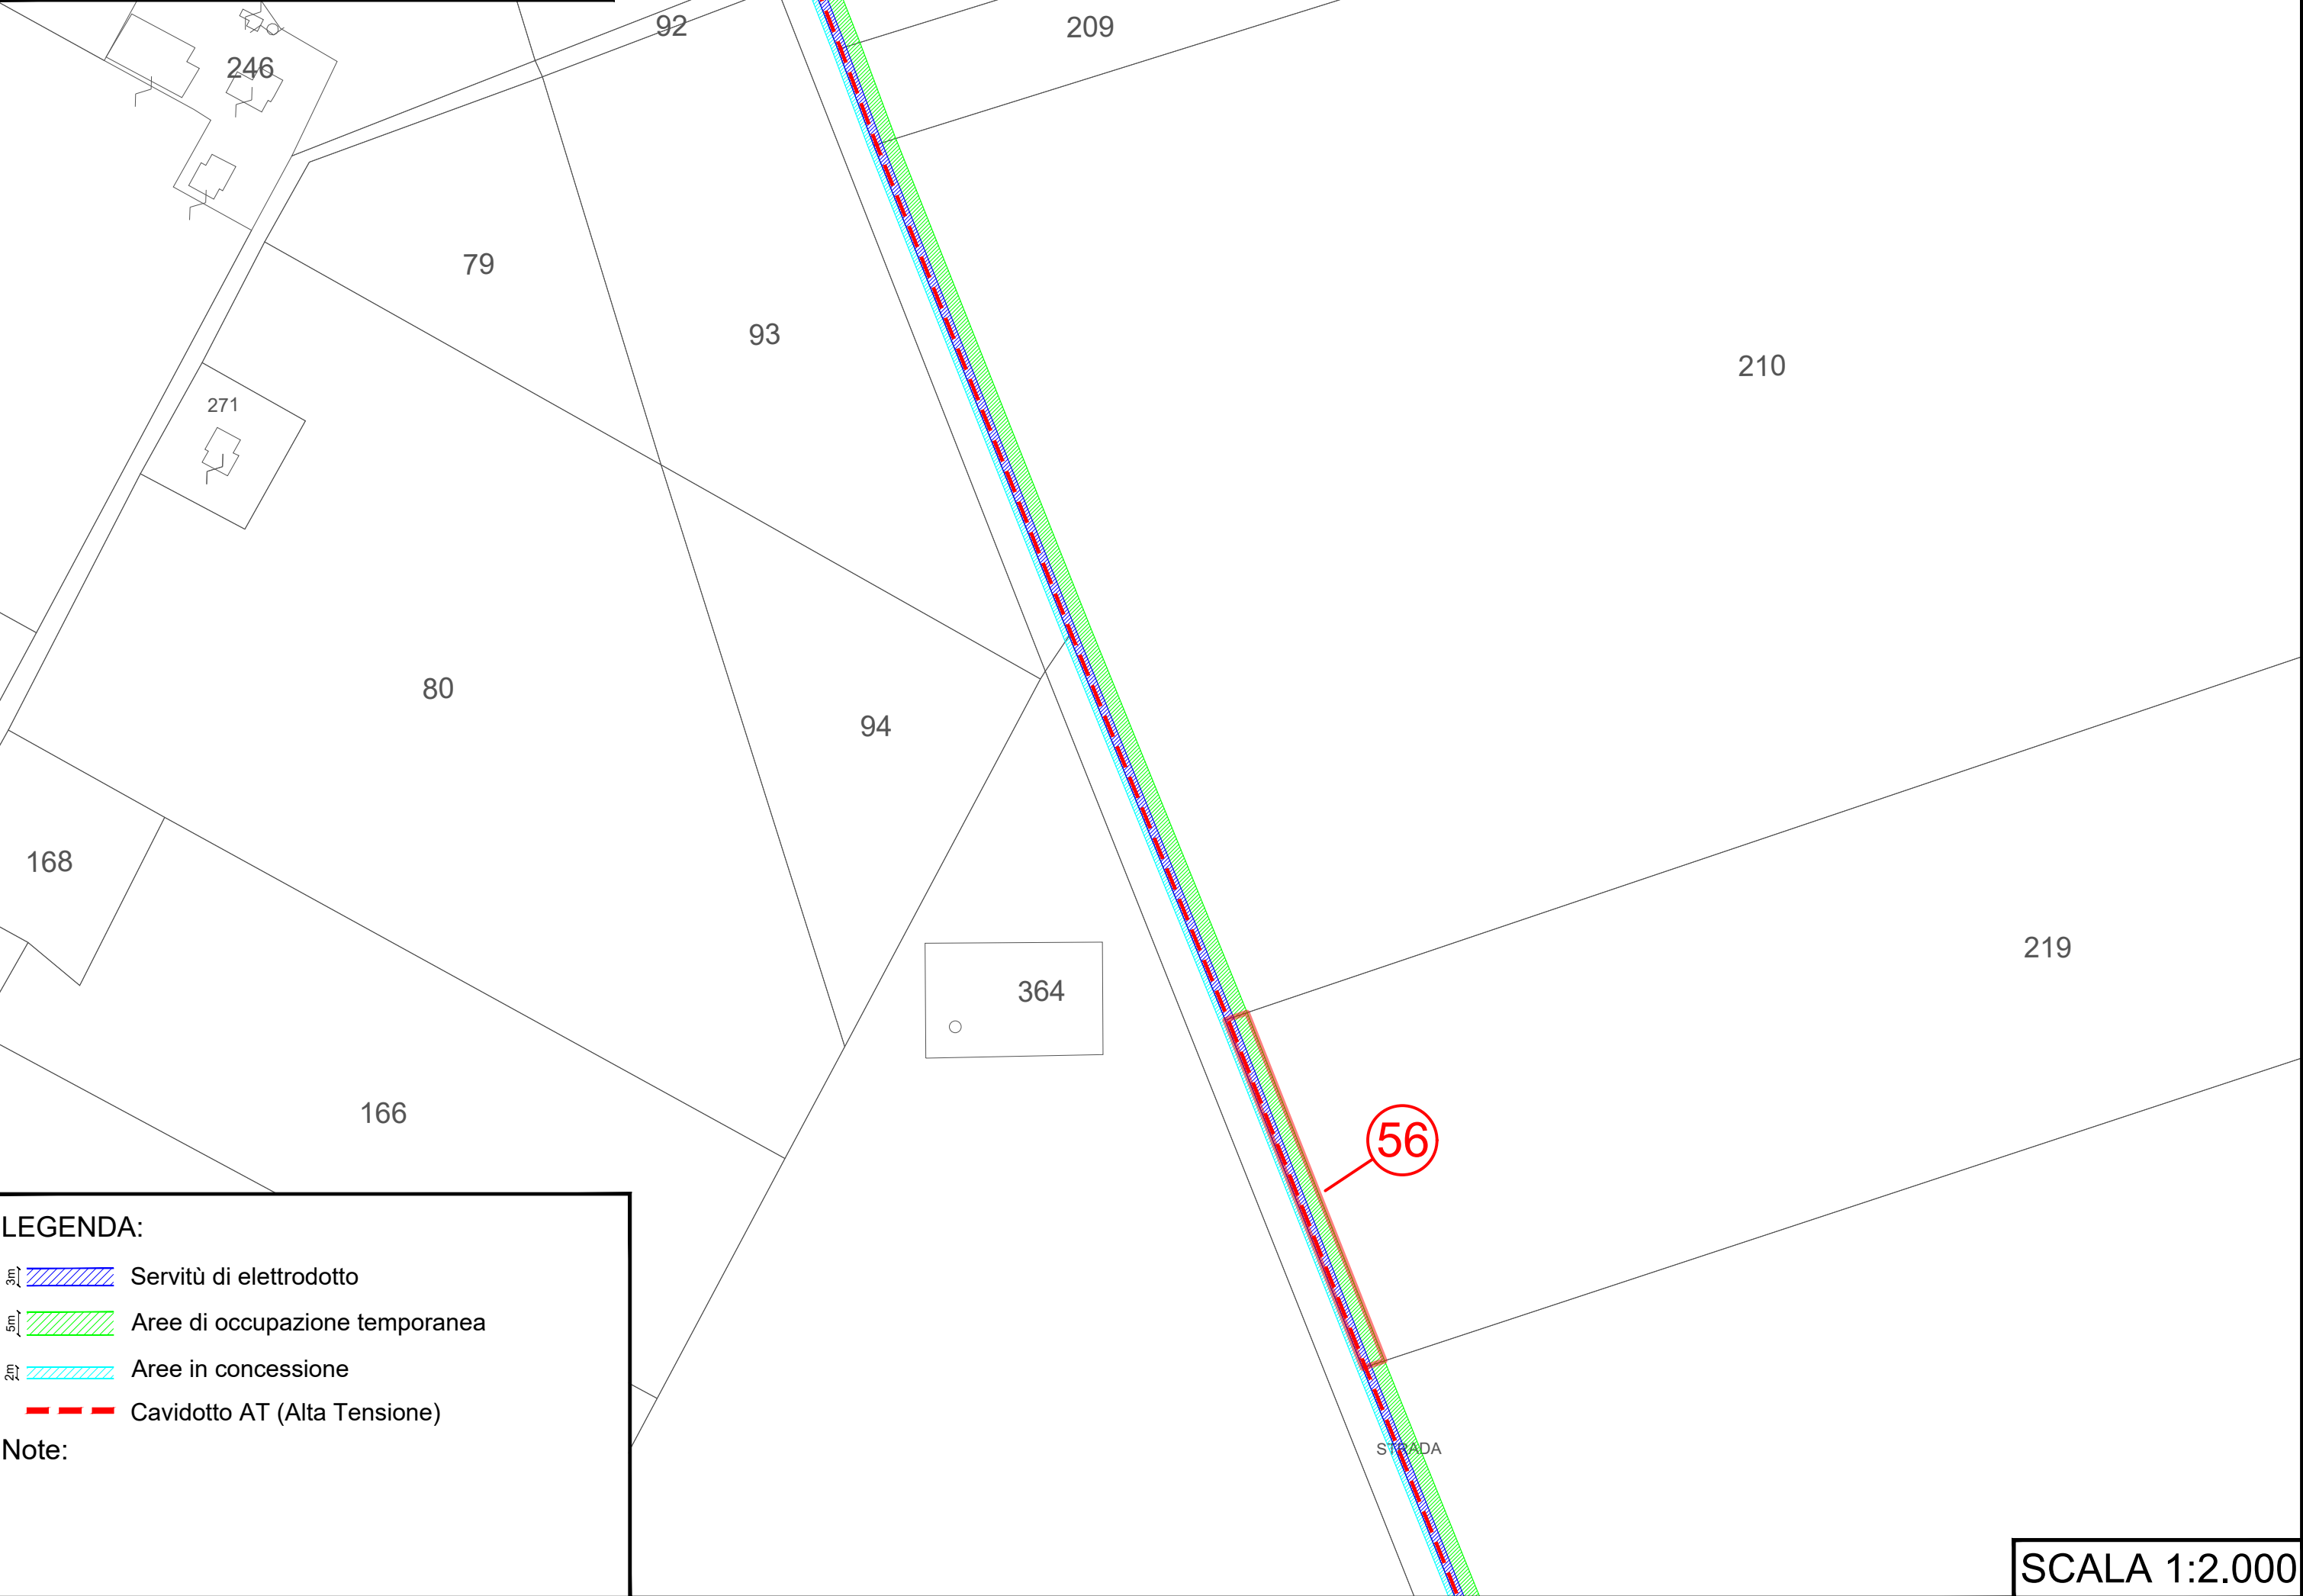 92
209
246
79
93
210
271
80
94
168
219
364
166
56
LEGENDA:
3m Servitù di elettrodotto
5m Aree di occupazione temporanea
2m Aree in concessione
Cavidotto AT (Alta Tensione)
Note:
STRADA
SCALA 1:2.000